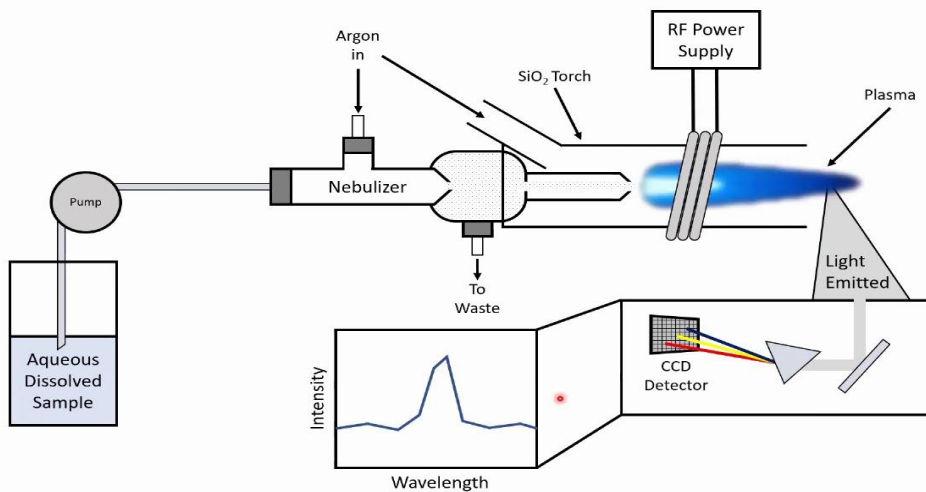 Argon
in
RF Power
Supply
SiO₂ Torch
Plasma
Nebulizer
Pump
To
Waste
Light
Emitted
Aqueous
Dissolved
Sample
CCD
Detector
Intensity
Wavelength